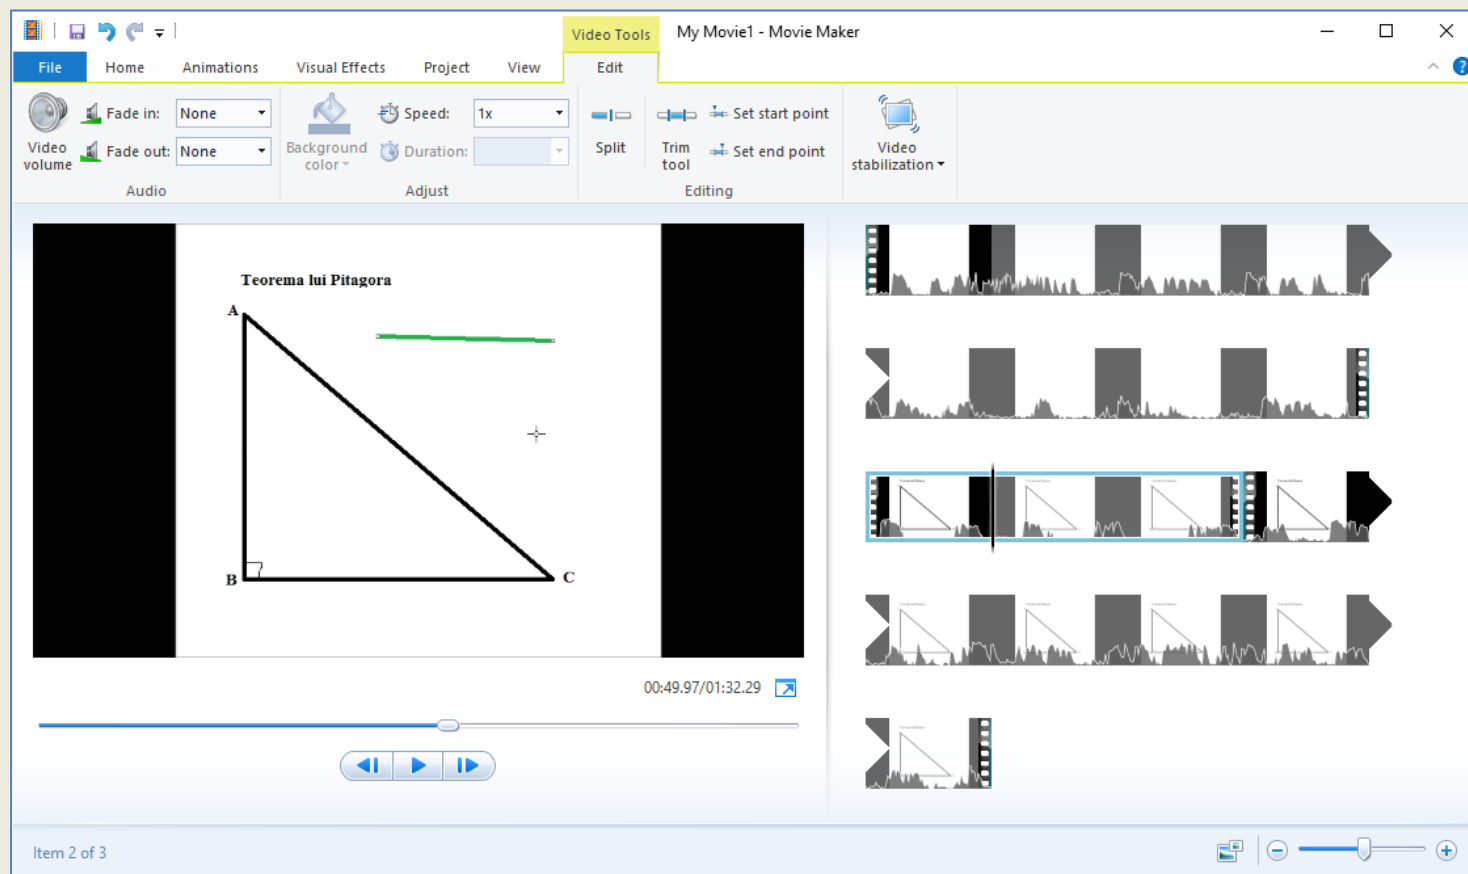 Video Tools
My Movie1 - Movie Maker
File Home Animations Visual Effects Project View Edit
Video volume
Fade in: None
Fade out: None
Audio
Background color
Speed: 1x
Duration:
Adjust
Split
Trim tool
Set start point
Set end point
Editing
Video stabilization
Teorema lui Pitagora
A
B
C
00:49.97/01:32.29
Item 2 of 3